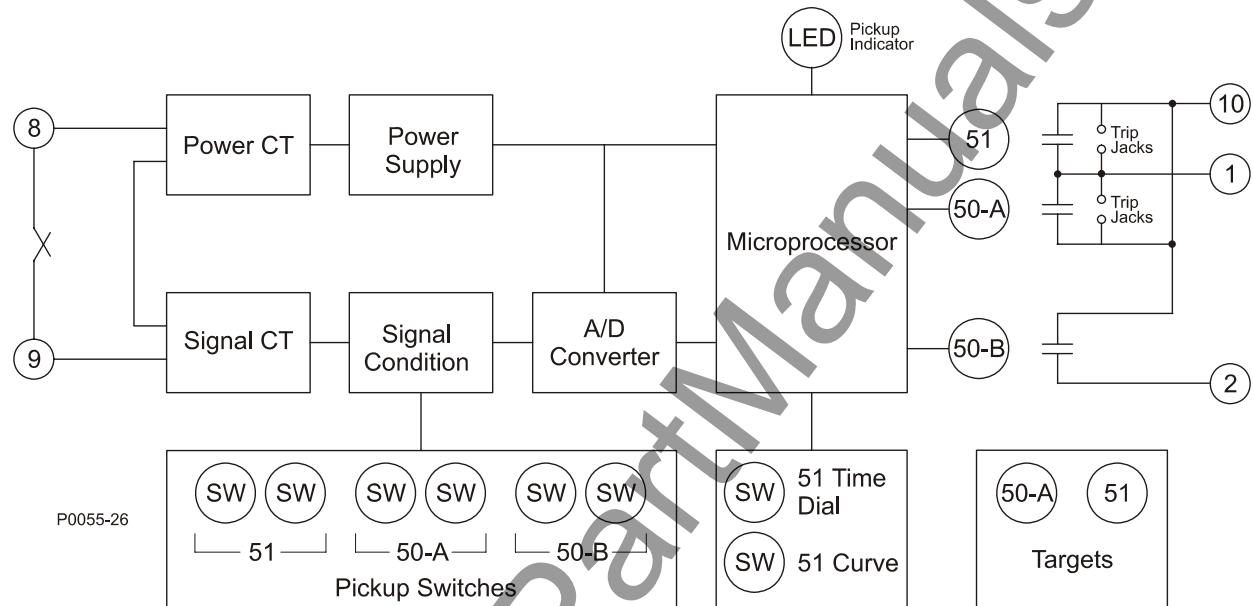 LED
Pickup
Indicator
8
Power CT
Power
Supply
10
51
Trip
Jacks
1
50-A
Trip
Jacks
Microprocessor
9
Signal CT
Signal
Condition
A/D
Converter
50-B
2
SW
SW
SW
SW
SW
SW
51
50-A
50-B
Pickup Switches
SW
51 Time
Dial
SW
51 Curve
50-A
51
Targets
P0055-26
PartManuals